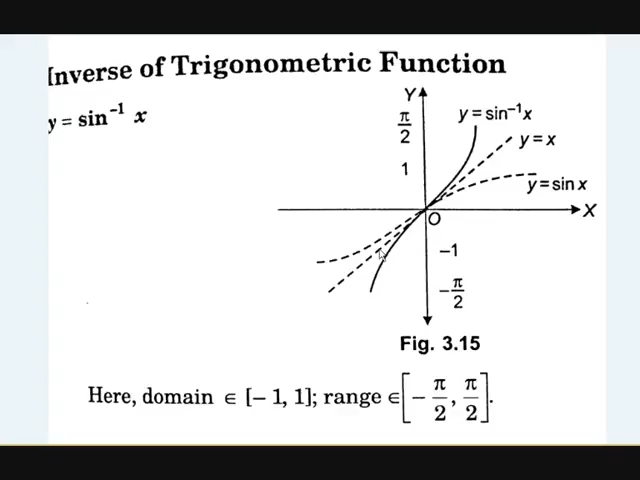 Inverse of Trigonometric Function
y = sin⁻¹ x
Y
π/2
y = sin⁻¹x
y = x
1
y = sin x
X
O
−1
−π/2
Fig. 3.15
Here, domain ∈ [− 1, 1]; range ∈ [− π/2, π/2].